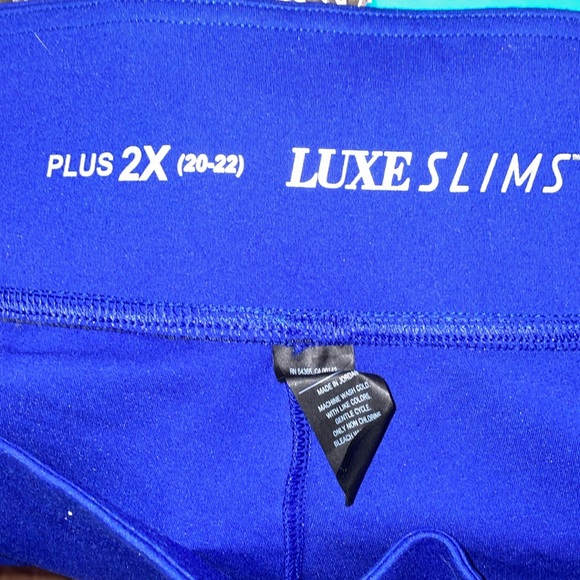 PLUS 2X (20-22) LUXE SLIMS™
MADE IN JORDAN
MACHINE WASH COLD
WITH LIKE COLORS,
GENTLE CYCLE,
ONLY NON CHLORINE
BLEACH